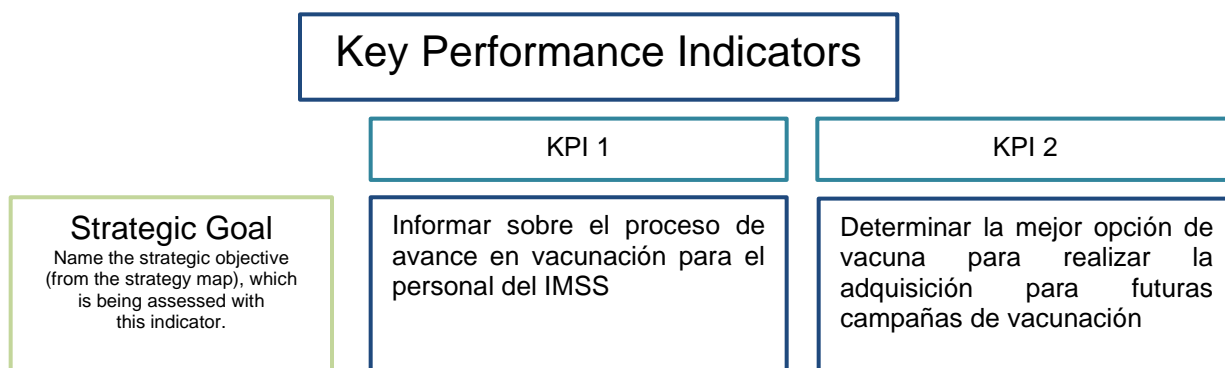 Key Performance Indicators
KPI 1
KPI 2
Strategic Goal
Name the strategic objective
(from the strategy map), which
is being assessed with
this indicator.
Informar sobre el proceso de
avance en vacunación para el
personal del IMSS
Determinar la mejor opción de
vacuna para realizar la
adquisición para futuras
campañas de vacunación